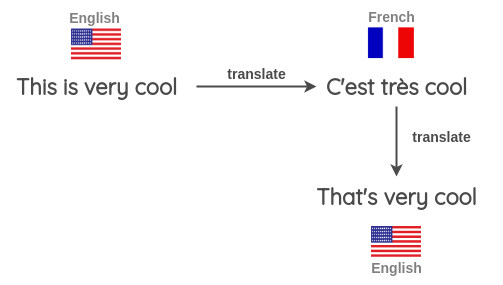 English
French
This is very cool
translate
C'est très cool
translate
That's very cool
English